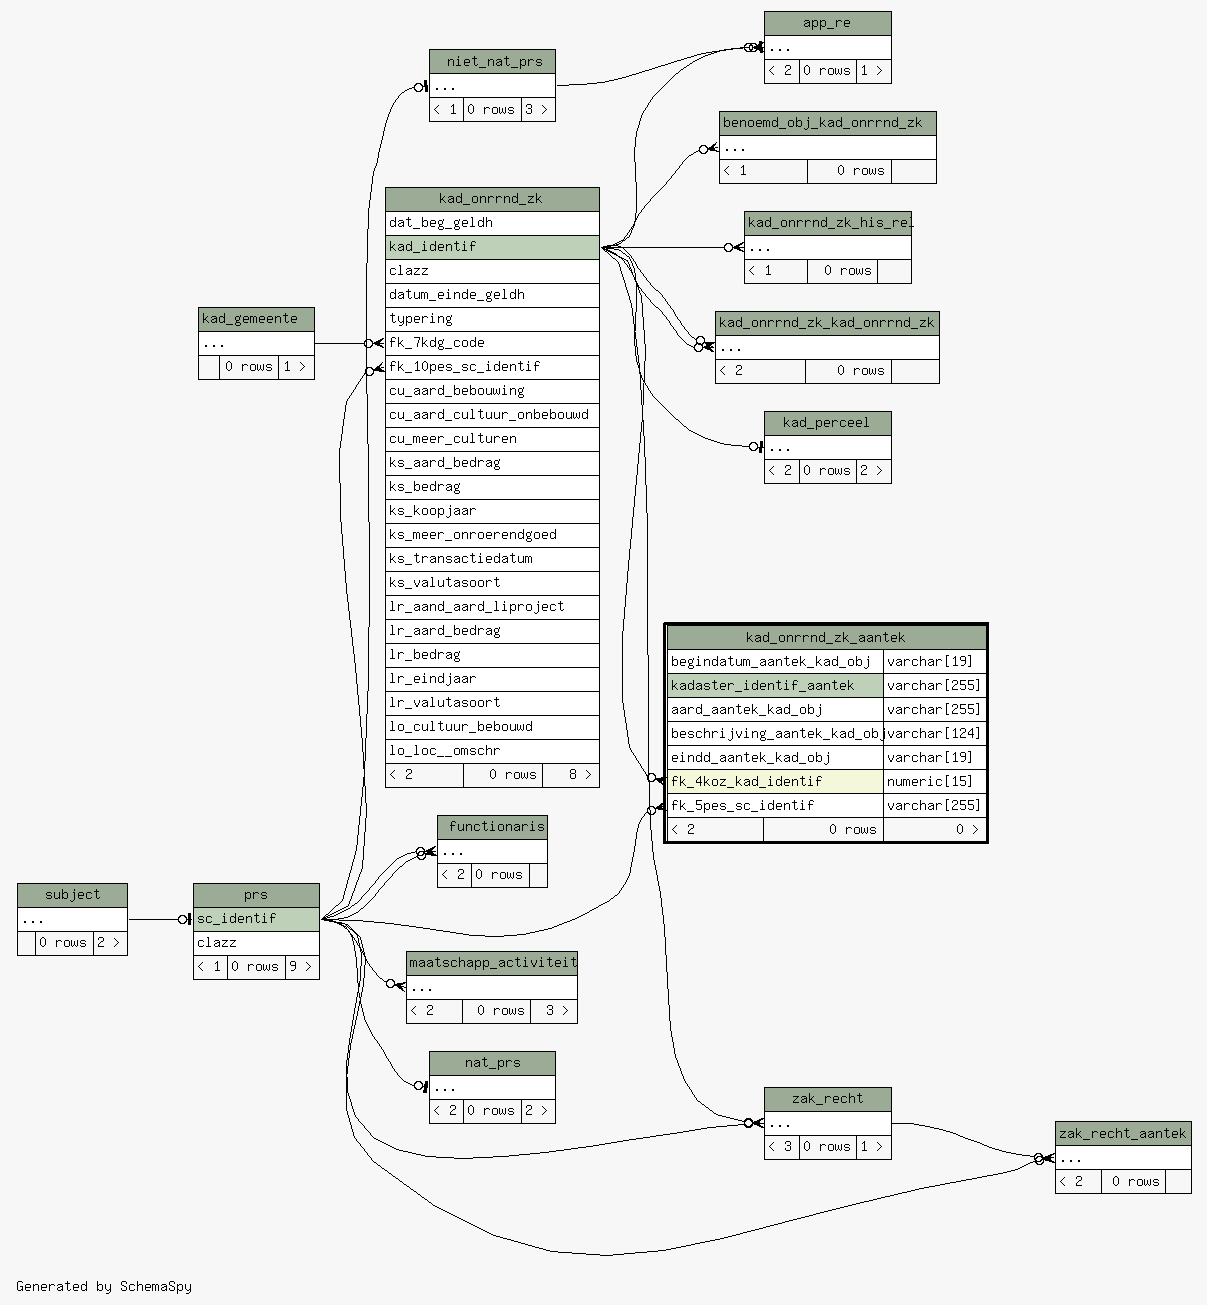 app_re
...
< 2 0 rows 1 >
niet_nat_prs
...
< 1 0 rows 3 >
benoemd_obj_kad_onrrnd_zk
...
< 1 0 rows
kad_onrrnd_zk
dat_beg_geldh
kad_identif
clazz
datum_einde_geldh
typering
fk_7kdg_code
fk_10pes_sc_identif
cu_aard_bebouwing
cu_aard_cultuur_onbebouwd
cu_meer_culturen
ks_aard_bedrag
ks_bedrag
ks_koopjaar
ks_meer_onroerendgoed
ks_transactiedatum
ks_valutasoort
lr_aand_aard_liproject
lr_aard_bedrag
lr_bedrag
lr_eindjaar
lr_valutasoort
lo_cultuur_bebouwd
lo_loc__omschr
< 2 0 rows 8 >
kad_onrrnd_zk_his_rel
...
< 1 0 rows
kad_gemeente
...
0 rows 1 >
kad_onrrnd_zk_kad_onrrnd_zk
...
< 2 0 rows
kad_perceel
...
< 2 0 rows 2 >
kad_onrrnd_zk_aantek
begindatum_aantek_kad_obj varchar[19]
kadaster_identif_aantek varchar[255]
aard_aantek_kad_obj varchar[255]
beschrijving_aantek_kad_obj varchar[124]
eindd_aantek_kad_obj varchar[19]
fk_4koz_kad_identif numeric[15]
fk_5pes_sc_identif varchar[255]
< 2 0 rows 0 >
functionaris
...
< 2 0 rows
subject
...
0 rows 2 >
prs
sc_identif
clazz
< 1 0 rows 9 >
maatschapp_activiteit
...
< 2 0 rows 3 >
nat_prs
...
< 2 0 rows 2 >
zak_recht
...
< 3 0 rows 1 >
zak_recht_aantek
...
< 2 0 rows
Generated by SchemaSpy